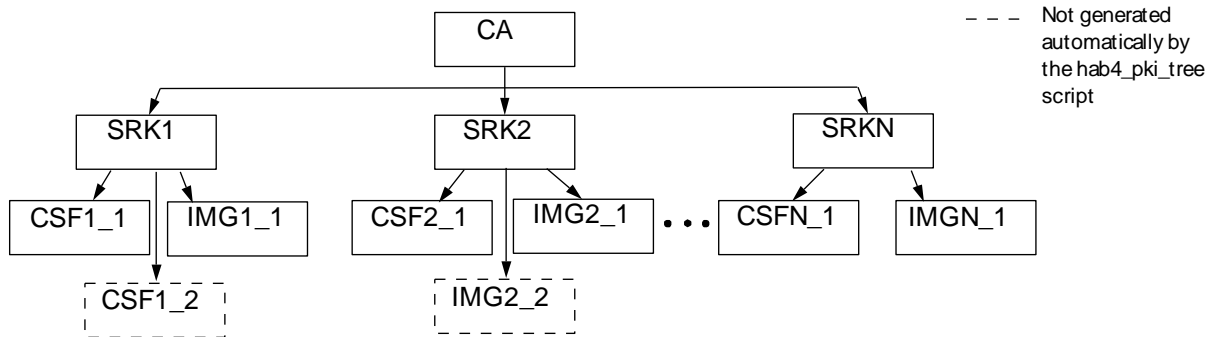 CA
Not generated
automatically by
the hab4_pki_tree
script
SRK1
SRK2
SRKN
CSF1_1
IMG1_1
CSF2_1
IMG2_1
CSFN_1
IMGN_1
CSF1_2
IMG2_2